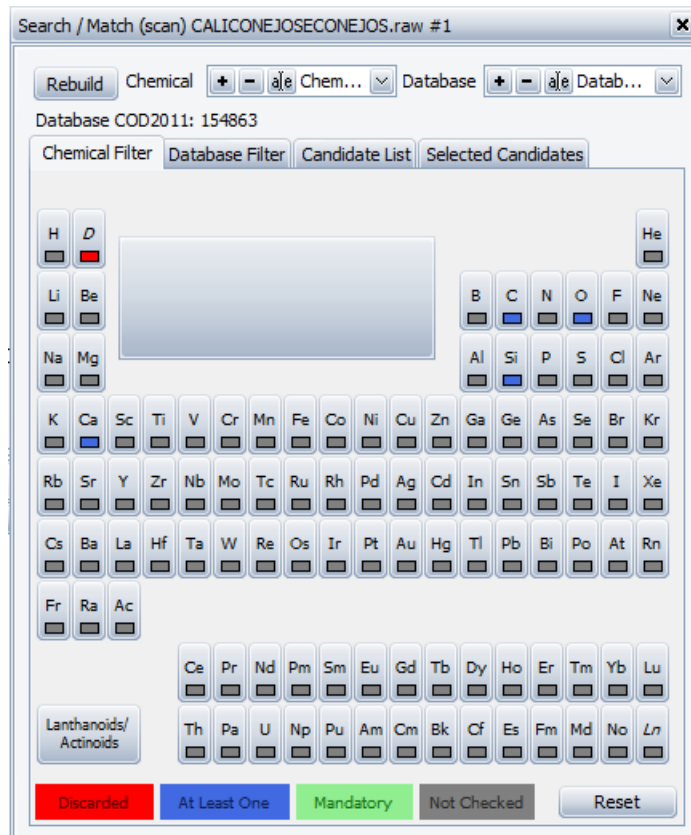 Search / Match (scan) CALICONEJOSECONEJOS.raw #1
Rebuild Chemical + - a|e Chem... Database + - a|e Datab...
Database COD2011: 154863
Chemical Filter Database Filter Candidate List Selected Candidates
H D He
Li Be B C N O F Ne
Na Mg Al Si P S Cl Ar
K Ca Sc Ti V Cr Mn Fe Co Ni Cu Zn Ga Ge As Se Br Kr
Rb Sr Y Zr Nb Mo Tc Ru Rh Pd Ag Cd In Sn Sb Te I Xe
Cs Ba La Hf Ta W Re Os Ir Pt Au Hg Tl Pb Bi Po At Rn
Fr Ra Ac
Ce Pr Nd Pm Sm Eu Gd Tb Dy Ho Er Tm Yb Lu
Lanthanoids/
Actinoids
Th Pa U Np Pu Am Cm Bk Cf Es Fm Md No Ln
Discarded At Least One Mandatory Not Checked Reset